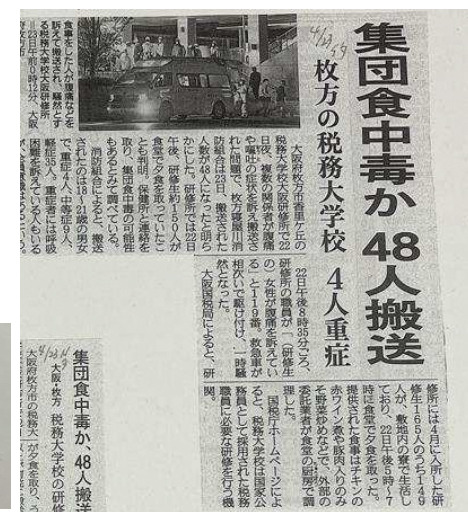 集団食中毒か 48人搬送
枚方の税務大学校 4人重症
食事をした人が腹痛などを
訴えて搬送され、騒然とす
る税務大学校大阪研修所
=23日午前0時12分、大阪
大阪府枚方市香里ケ丘の
税務大学校大阪研修所で22
日夜、複数の関係者が腹痛
や嘔吐の症状を訴え搬送さ
れた問題で、枚方寝屋川消
防組合は23日、搬送された
人数が48人になったと明ら
かにした。研修所では22日
午後、研修生約150人が
食堂で夕食を取っていたこ
とも判明。保健所と連絡を
取り、集団食中毒の可能性
もあるとみて調べている。
消防組合によると、搬送
されたのは18～21歳の男女
で、重症4人、中等症9人、
軽症35人。重症者には呼吸
困難を訴えている人もいる
22日午後8時35分ごろ、
研修所の職員が「（研修生
の）女性が腹痛を訴えてい
る」と119番。救急車が
相次いで駆け付け、一時騒
然となった。
大阪国税局によると、研
修所には4月に入所した研
修生165人のうち149
人が、敷地内の寮で生活し
ており、22日午後5時～7
時に食堂で夕食を取った。
提供された食事はチキンの
赤ワイン煮や豚肉入りのみ
そ野菜炒めなどで、外部の
委託業者が食堂の厨房で調
理した。
国税庁ホームページによ
ると、税務大学校は国家公
務員として採用された税務
職員に必要な研修を行う機
関。
集団食中毒か、48人搬送
大阪・枚方 税務大学校の研修
大阪府枚方市の税務大